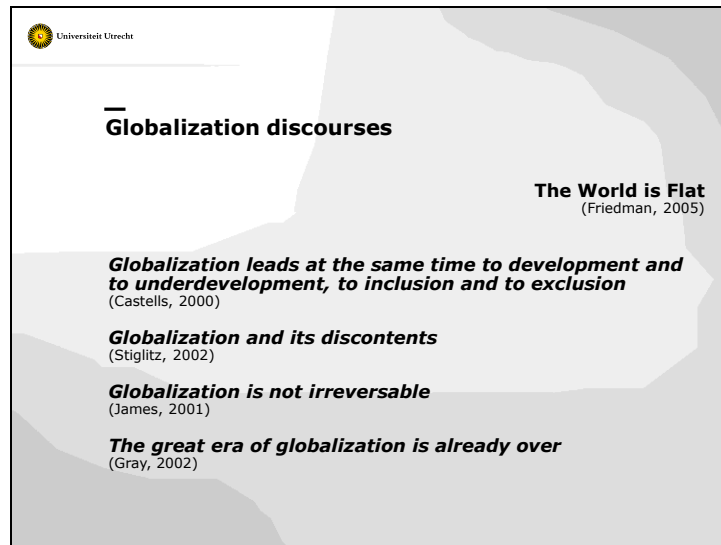 Universiteit Utrecht
Globalization discourses
The World is Flat
(Friedman, 2005)
Globalization leads at the same time to development and
to underdevelopment, to inclusion and to exclusion
(Castells, 2000)
Globalization and its discontents
(Stiglitz, 2002)
Globalization is not irreversable
(James, 2001)
The great era of globalization is already over
(Gray, 2002)